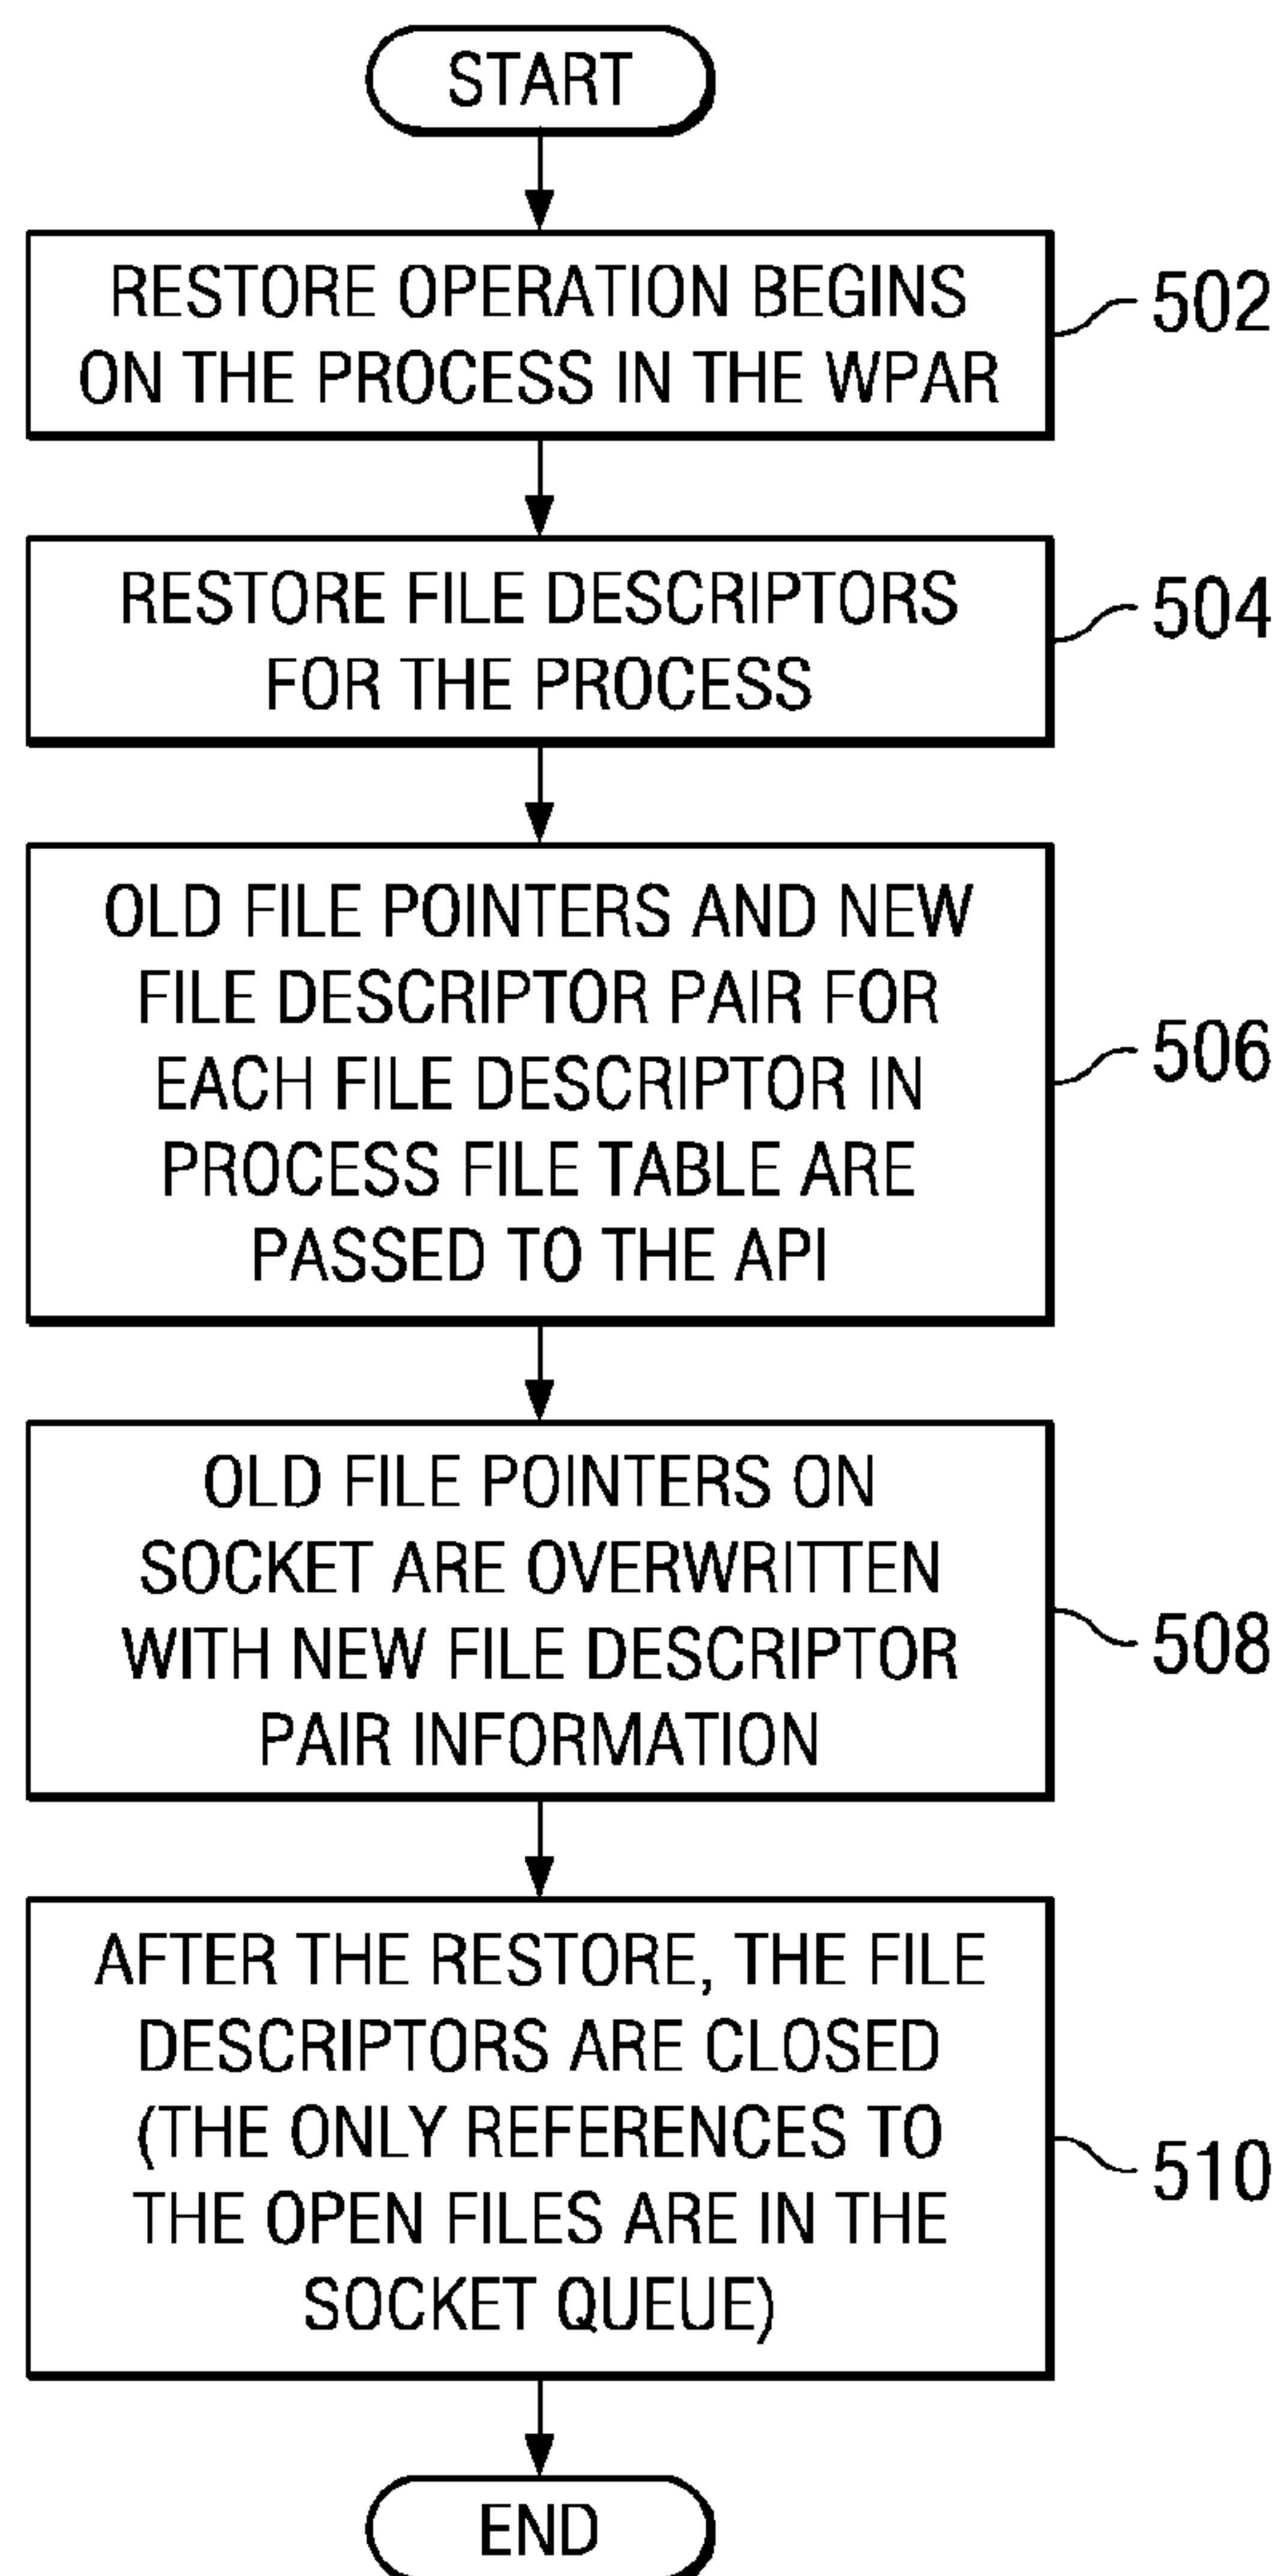 START
RESTORE OPERATION BEGINS
ON THE PROCESS IN THE WPAR
502
RESTORE FILE DESCRIPTORS
FOR THE PROCESS
504
OLD FILE POINTERS AND NEW
FILE DESCRIPTOR PAIR FOR
EACH FILE DESCRIPTOR IN
PROCESS FILE TABLE ARE
PASSED TO THE API
506
OLD FILE POINTERS ON
SOCKET ARE OVERWRITTEN
WITH NEW FILE DESCRIPTOR
PAIR INFORMATION
508
AFTER THE RESTORE, THE FILE
DESCRIPTORS ARE CLOSED
(THE ONLY REFERENCES TO
THE OPEN FILES ARE IN THE
SOCKET QUEUE)
510
END